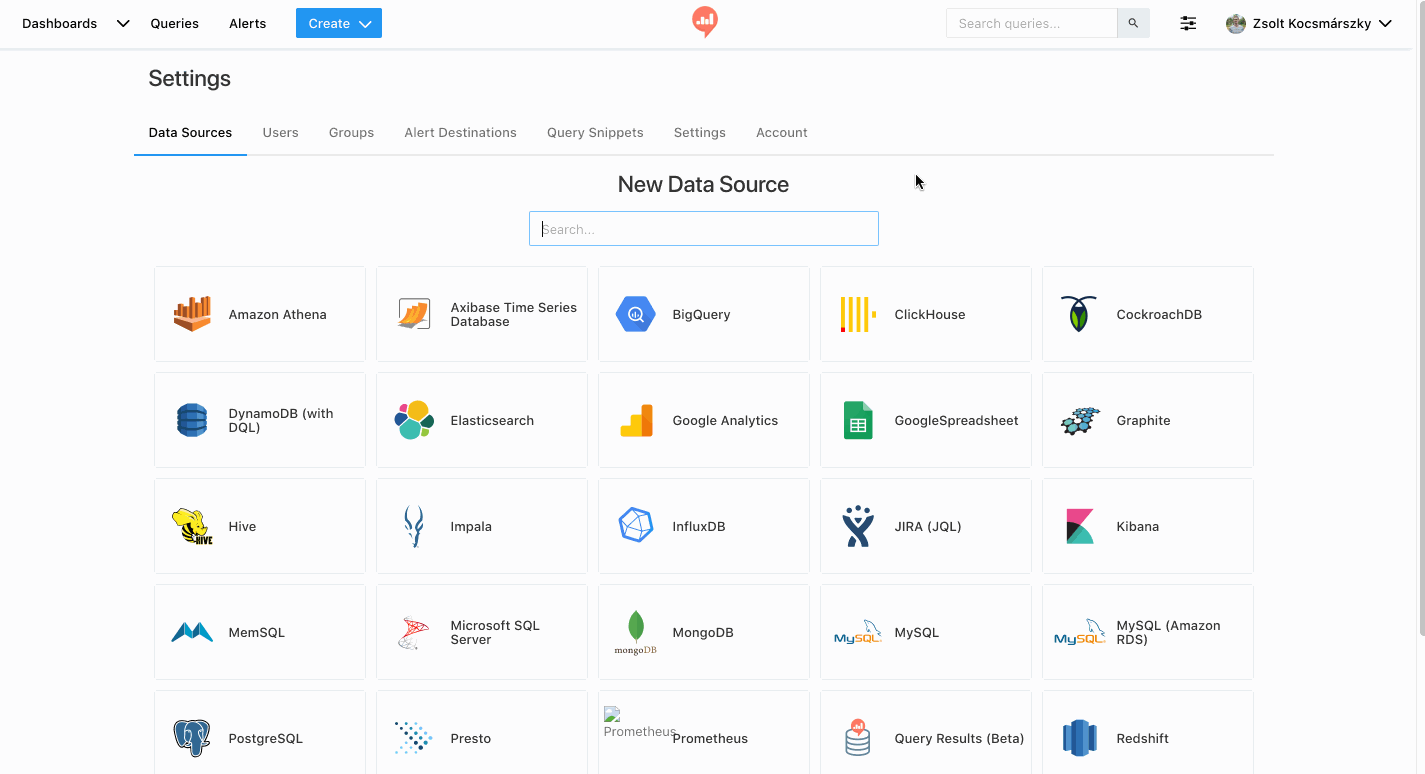 Dashboards Queries Alerts Create Search queries... Zsolt Kocsmárszky
Settings
Data Sources Users Groups Alert Destinations Query Snippets Settings Account
New Data Source
Search...
Amazon Athena
Axibase Time Series
Database
BigQuery
ClickHouse
CockroachDB
DynamoDB (with
DQL)
Elasticsearch
Google Analytics
GoogleSpreadsheet
Graphite
HIVE
Hive
Impala
InfluxDB
JIRA (JQL)
Kibana
MemSQL
Microsoft SQL
Server
mongoDB
MongoDB
MySQL
MySQL
MySQL
MySQL (Amazon
RDS)
PostgreSQL
Presto
Prometheus
Prometheus
Query Results (Beta)
Redshift